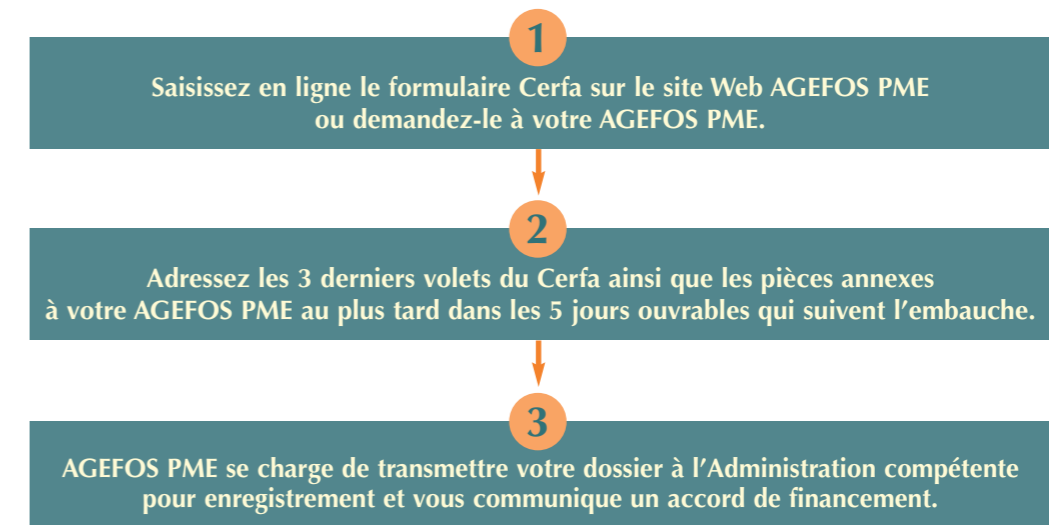 1
Saisissez en ligne le formulaire Cerfa sur le site Web AGEFOS PME
ou demandez-le à votre AGEFOS PME.
2
Adressez les 3 derniers volets du Cerfa ainsi que les pièces annexes
à votre AGEFOS PME au plus tard dans les 5 jours ouvrables qui suivent l’embauche.
3
AGEFOS PME se charge de transmettre votre dossier à l’Administration compétente
pour enregistrement et vous communique un accord de financement.